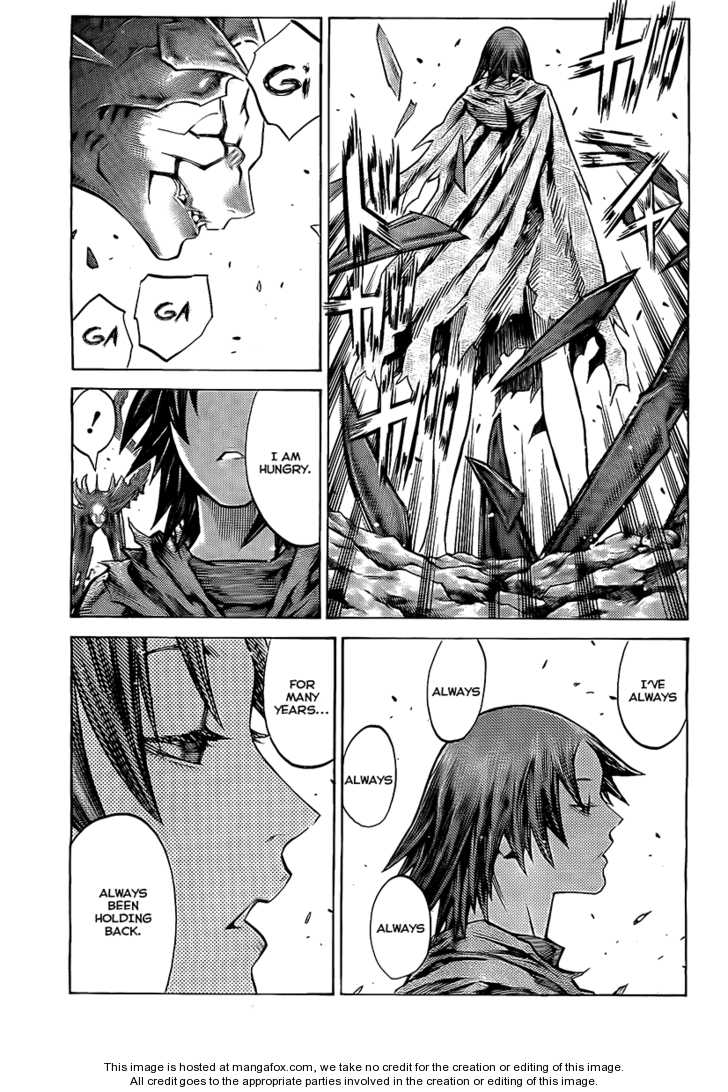 GI
GA
GA
!
I AM
HUNGRY.
I'VE
ALWAYS
ALWAYS
ALWAYS
ALWAYS
FOR
MANY
YEARS...
ALWAYS
BEEN
HOLDING
BACK.
This image is hosted at mangafox.com, we take no credit for the creation or editing of this image.
All credit goes to the appropriate parties involved in the creation or editing of this image.